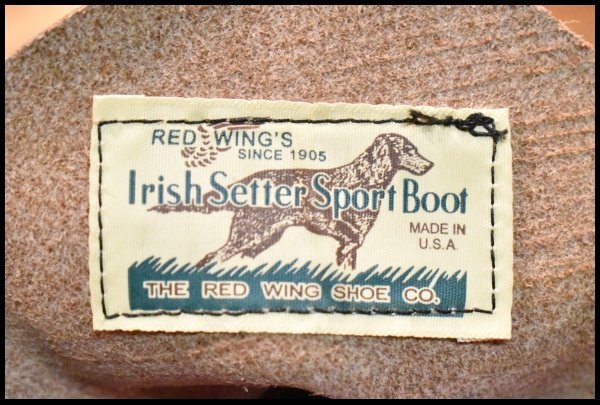 RED WING'S
SINCE 1905
Irish Setter Sport Boot
MADE IN
U.S.A.
THE RED WING SHOE CO.